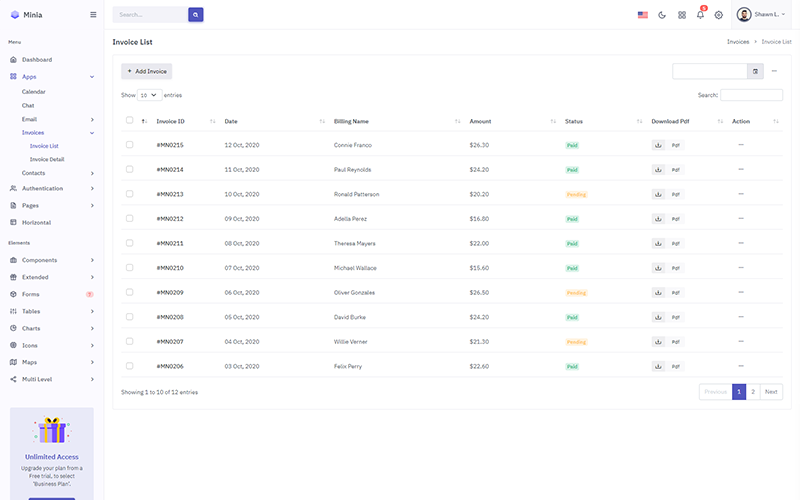 Minia
Search...
5
Shawn L.
Menu
Dashboard
Apps
Calendar
Chat
Email
Invoices
Invoice List
Invoice Detail
Contacts
Authentication
Pages
Horizontal
Elements
Components
Extended
Forms
7
Tables
Charts
Icons
Maps
Multi Level
Unlimited Access
Upgrade your plan from a
Free trial, to select
'Business Plan'.
Invoice List
Invoices > Invoice List
+ Add Invoice
Show 10 entries
Search:
Invoice ID Date Billing Name Amount Status Download Pdf Action
#MN0215 12 Oct, 2020 Connie Franco $26.30 Paid Pdf
#MN0214 11 Oct, 2020 Paul Reynolds $24.20 Paid Pdf
#MN0213 10 Oct, 2020 Ronald Patterson $20.20 Pending Pdf
#MN0212 09 Oct, 2020 Adella Perez $16.80 Paid Pdf
#MN0211 08 Oct, 2020 Theresa Mayers $22.00 Paid Pdf
#MN0210 07 Oct, 2020 Michael Wallace $15.60 Paid Pdf
#MN0209 06 Oct, 2020 Oliver Gonzales $26.50 Pending Pdf
#MN0208 05 Oct, 2020 David Burke $24.20 Paid Pdf
#MN0207 04 Oct, 2020 Willie Verner $21.30 Pending Pdf
#MN0206 03 Oct, 2020 Felix Perry $22.60 Paid Pdf
Showing 1 to 10 of 12 entries
Previous 1 2 Next